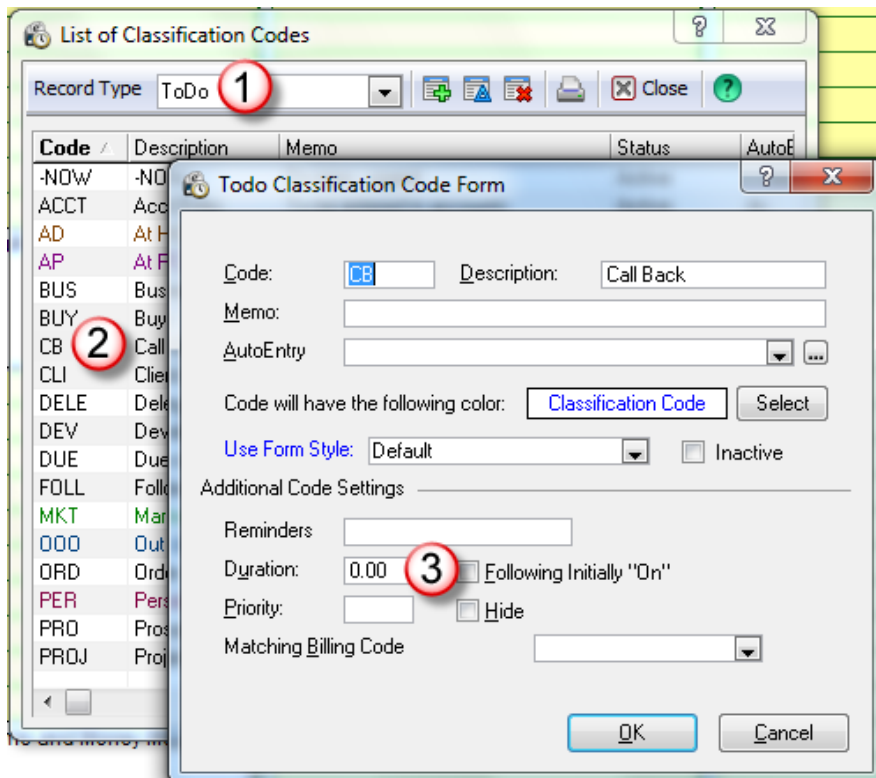 List of Classification Codes
Record Type ToDo 1 Close
Code Description Memo Status
-NOW
ACCT
AD
AP
BUS
BUY
CB 2 Call
CLI
DELE
DEV
DUE Due
FOLL
MKT
OOO Out
ORD
PER
PRO
PROJ
Todo Classification Code Form
Code: CB Description: Call Back
Memo:
AutoEntry ...
Code will have the following color: Classification Code Select
Use Form Style: Default Inactive
Additional Code Settings
Reminders
Duration: 0.00 3 Following Initially "On"
Priority: Hide
Matching Billing Code
OK Cancel